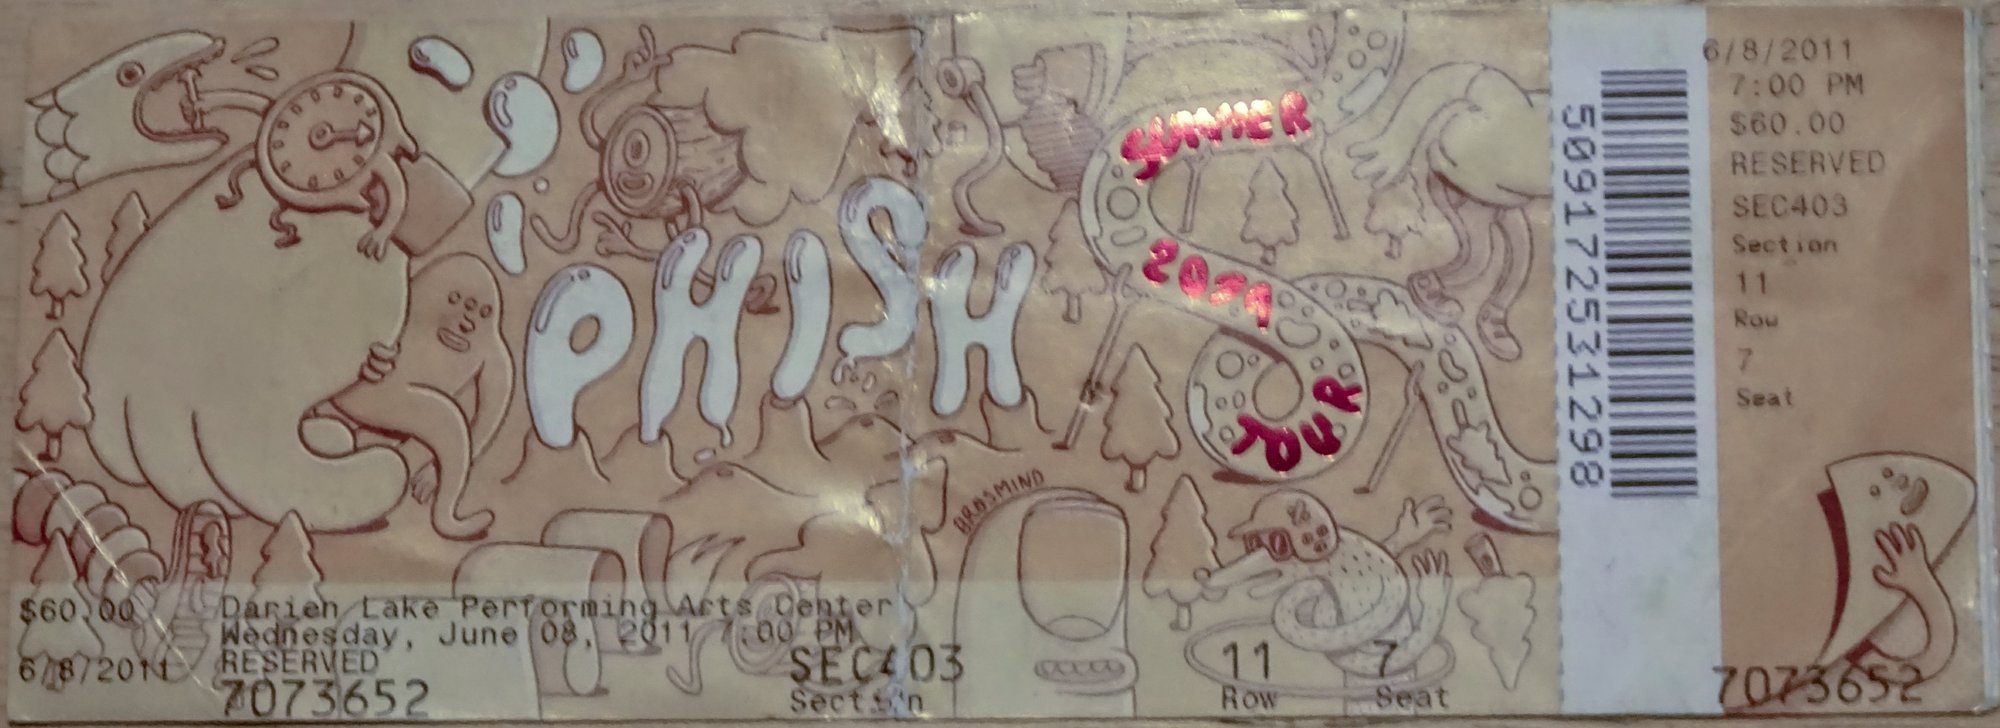 PHISH
SUMMER
2011
TOUR
BROSMIND
$60.00
Darien Lake Performing Arts Center
Wednesday, June 08, 2011 7:00 PM
6/8/2011
RESERVED
7073652
SEC403
Section
11
Row
7
Seat
509172531298
6/8/2011
7:00 PM
$60.00
RESERVED
SEC403
Section
11
Row
7
Seat
7073652